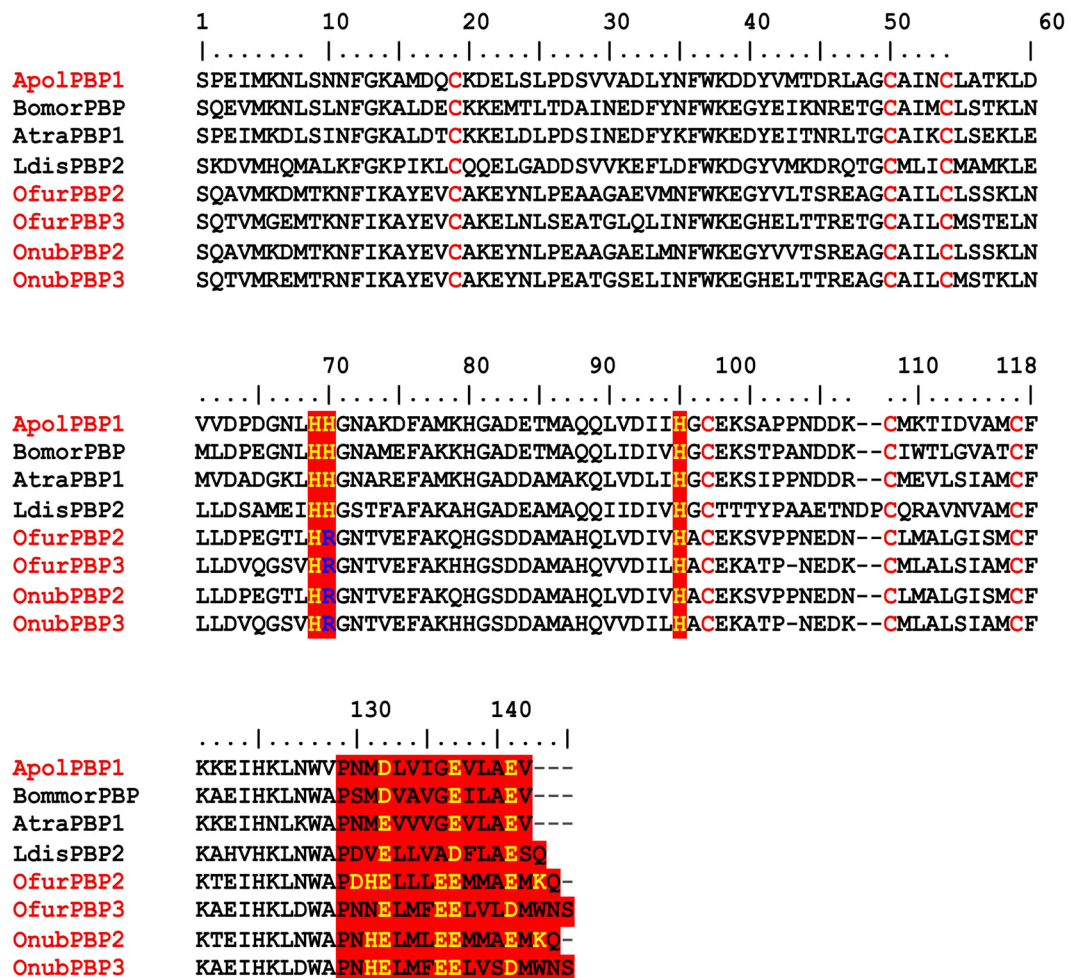 1 10 20 30 40 50 60
|.......|....|....|....|....|....|....|....|....|....|....|
ApolPBP1 SPEIMKNLSNNFGKAMDQCKDELSLPDSVVADLYNFWKDDYVMTDRLAGCAINCLATKLD
BomorPBP SQEVMKNLSLNFGKALDECKKEMTLTDAINEDFYNFWKEGYEIKNRETGCAIMCLSTKLN
AtraPBP1 SPEIMKDLSINFGKALDTCKKELDLPDSINEDFYKFWKEDYEITNRLTGCAIKCLSEKLE
LdisPBP2 SKDVMHQMALKFGKPIKLCQQELGADDSVVKEFLDFWKDGYVMKDRQTGCMLICMAMKLE
OfurPBP2 SQAVMKDMTKNFIKAYEVCAKEYNLPEAAGAEVMNFWKEGYVLTSREAGCAILCLSSKLN
OfurPBP3 SQTVMGEMTKNFIKAYEVCAKELNLSEATGLQLINFWKEGHELTTRETGCAILCMSTELN
OnubPBP2 SQAVMKDMTKNFIKAYEVCAKEYNLPEAAGAELMNFWKEGYVVTSREAGCAILCLSSKLN
OnubPBP3 SQTVMREMTRNFIKAYEVCAKEYNLPEATGSELINFWKEGHELTTREAGCAILCMSTKLN
70 80 90 100 110 118
....|....|....|....|....|....|....|....|......|....|....|..|
ApolPBP1 VVDPDGNLHHGNAKDFAMKHGADETMAQQLVDIIHGCEKSAPPNDDK--CMKTIDVAMCF
BomorPBP MLDPEGNLHHGNAMEFAKKHGADETMAQQLIDIVHGCEKSTPANDDK--CIWTLGVATCF
AtraPBP1 MVDADGKLHHGNAREFAMKHGADDAMAKQLVDLIHGCEKSIPPNDDR--CMEVLSIAMCF
LdisPBP2 LLDSAMEIHHGSTFAFAKAHGADEAMAQQIIDIVHGCTTTYPAAETNDPCQRAVNVAMCF
OfurPBP2 LLDPEGTLHRGNTVEFAKQHGSDDAMAHQLVDIVHACEKSVPPNEDN--CLMALGISMCF
OfurPBP3 LLDVQGSVHRGNTVEFAKHHGSDDAMAHQVVDILHACEKATP-NEDK--CMLALSIAMCF
OnubPBP2 LLDPEGTLHRGNTVEFAKQHGSDDAMAHQLVDIVHACEKSVPPNEDN--CLMALGISMCF
OnubPBP3 LLDVQGSVHRGNTVEFAKHHGSDDAMAHQVVDILHACEKATP-NEDK--CMLALSIAMCF
130 140
....|......|....|....|....|
ApolPBP1 KKEIHKLNWVPNMDLVIGEVLAEV---
BommorPBP KAEIHKLNWAPSMDVAVGEILAEV---
AtraPBP1 KKEIHNLKWAPNMEVVVGEVLAEV---
LdisPBP2 KAHVHKLNWAPDVELLVADFLAESQ
OfurPBP2 KTEIHKLNWAPDHELLLEEMMAEMKQ-
OfurPBP3 KAEIHKLDWAPNNELMFEELVLDMWNS
OnubPBP2 KTEIHKLNWAPNHELMLEEMMAEMKQ-
OnubPBP3 KAEIHKLDWAPNHELMFEELVSDMWNS